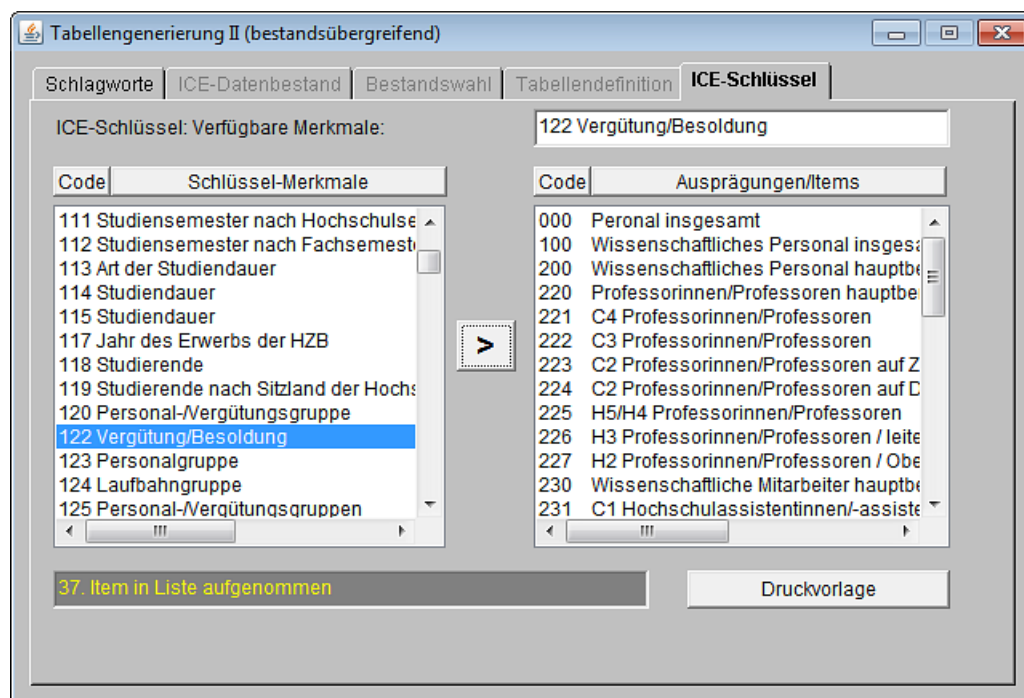 Tabellengenerierung II (bestandsübergreifend)
Schlagworte
ICE-Datenbestand
Bestandswahl
Tabellendefinition
ICE-Schlüssel
ICE-Schlüssel: Verfügbare Merkmale:
122 Vergütung/Besoldung
Code
Schlüssel-Merkmale
111 Studiensemester nach Hochschulse
112 Studiensemester nach Fachsemest
113 Art der Studiendauer
114 Studiendauer
115 Studiendauer
117 Jahr des Erwerbs der HZB
118 Studierende
119 Studierende nach Sitzland der Hochs
120 Personal-/Vergütungsgruppe
122 Vergütung/Besoldung
123 Personalgruppe
124 Laufbahngruppe
125 Personal-/Vergütungsgruppen
>
Code
Ausprägungen/Items
000 Peronal insgesamt
100 Wissenschaftliches Personal insgesa
200 Wissenschaftliches Personal hauptbe
220 Professorinnen/Professoren hauptbe
221 C4 Professorinnen/Professoren
222 C3 Professorinnen/Professoren
223 C2 Professorinnen/Professoren auf Z
224 C2 Professorinnen/Professoren auf D
225 H5/H4 Professorinnen/Professoren
226 H3 Professorinnen/Professoren / leite
227 H2 Professorinnen/Professoren / Obe
230 Wissenschaftliche Mitarbeiter hauptbe
231 C1 Hochschulassistentinnen/-assiste
37. Item in Liste aufgenommen
Druckvorlage